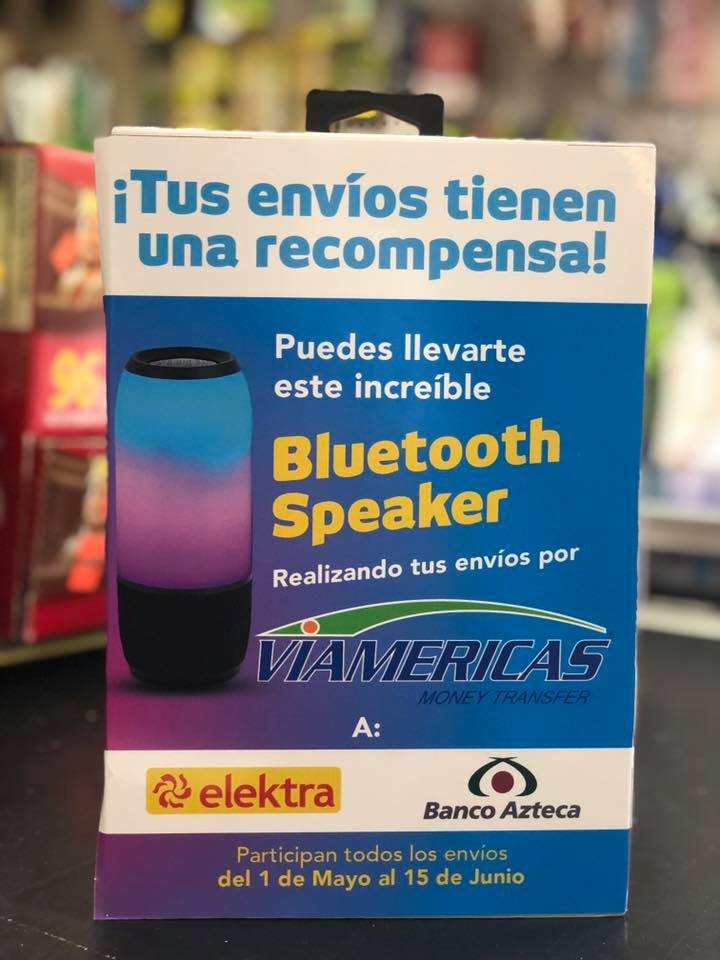 ¡Tus envíos tienen
una recompensa!
Puedes llevarte
este increíble
Bluetooth
Speaker
Realizando tus envíos por
VIAMERICAS
MONEY TRANSFER
A:
elektra
Banco Azteca
Participan todos los envíos
del 1 de Mayo al 15 de Junio